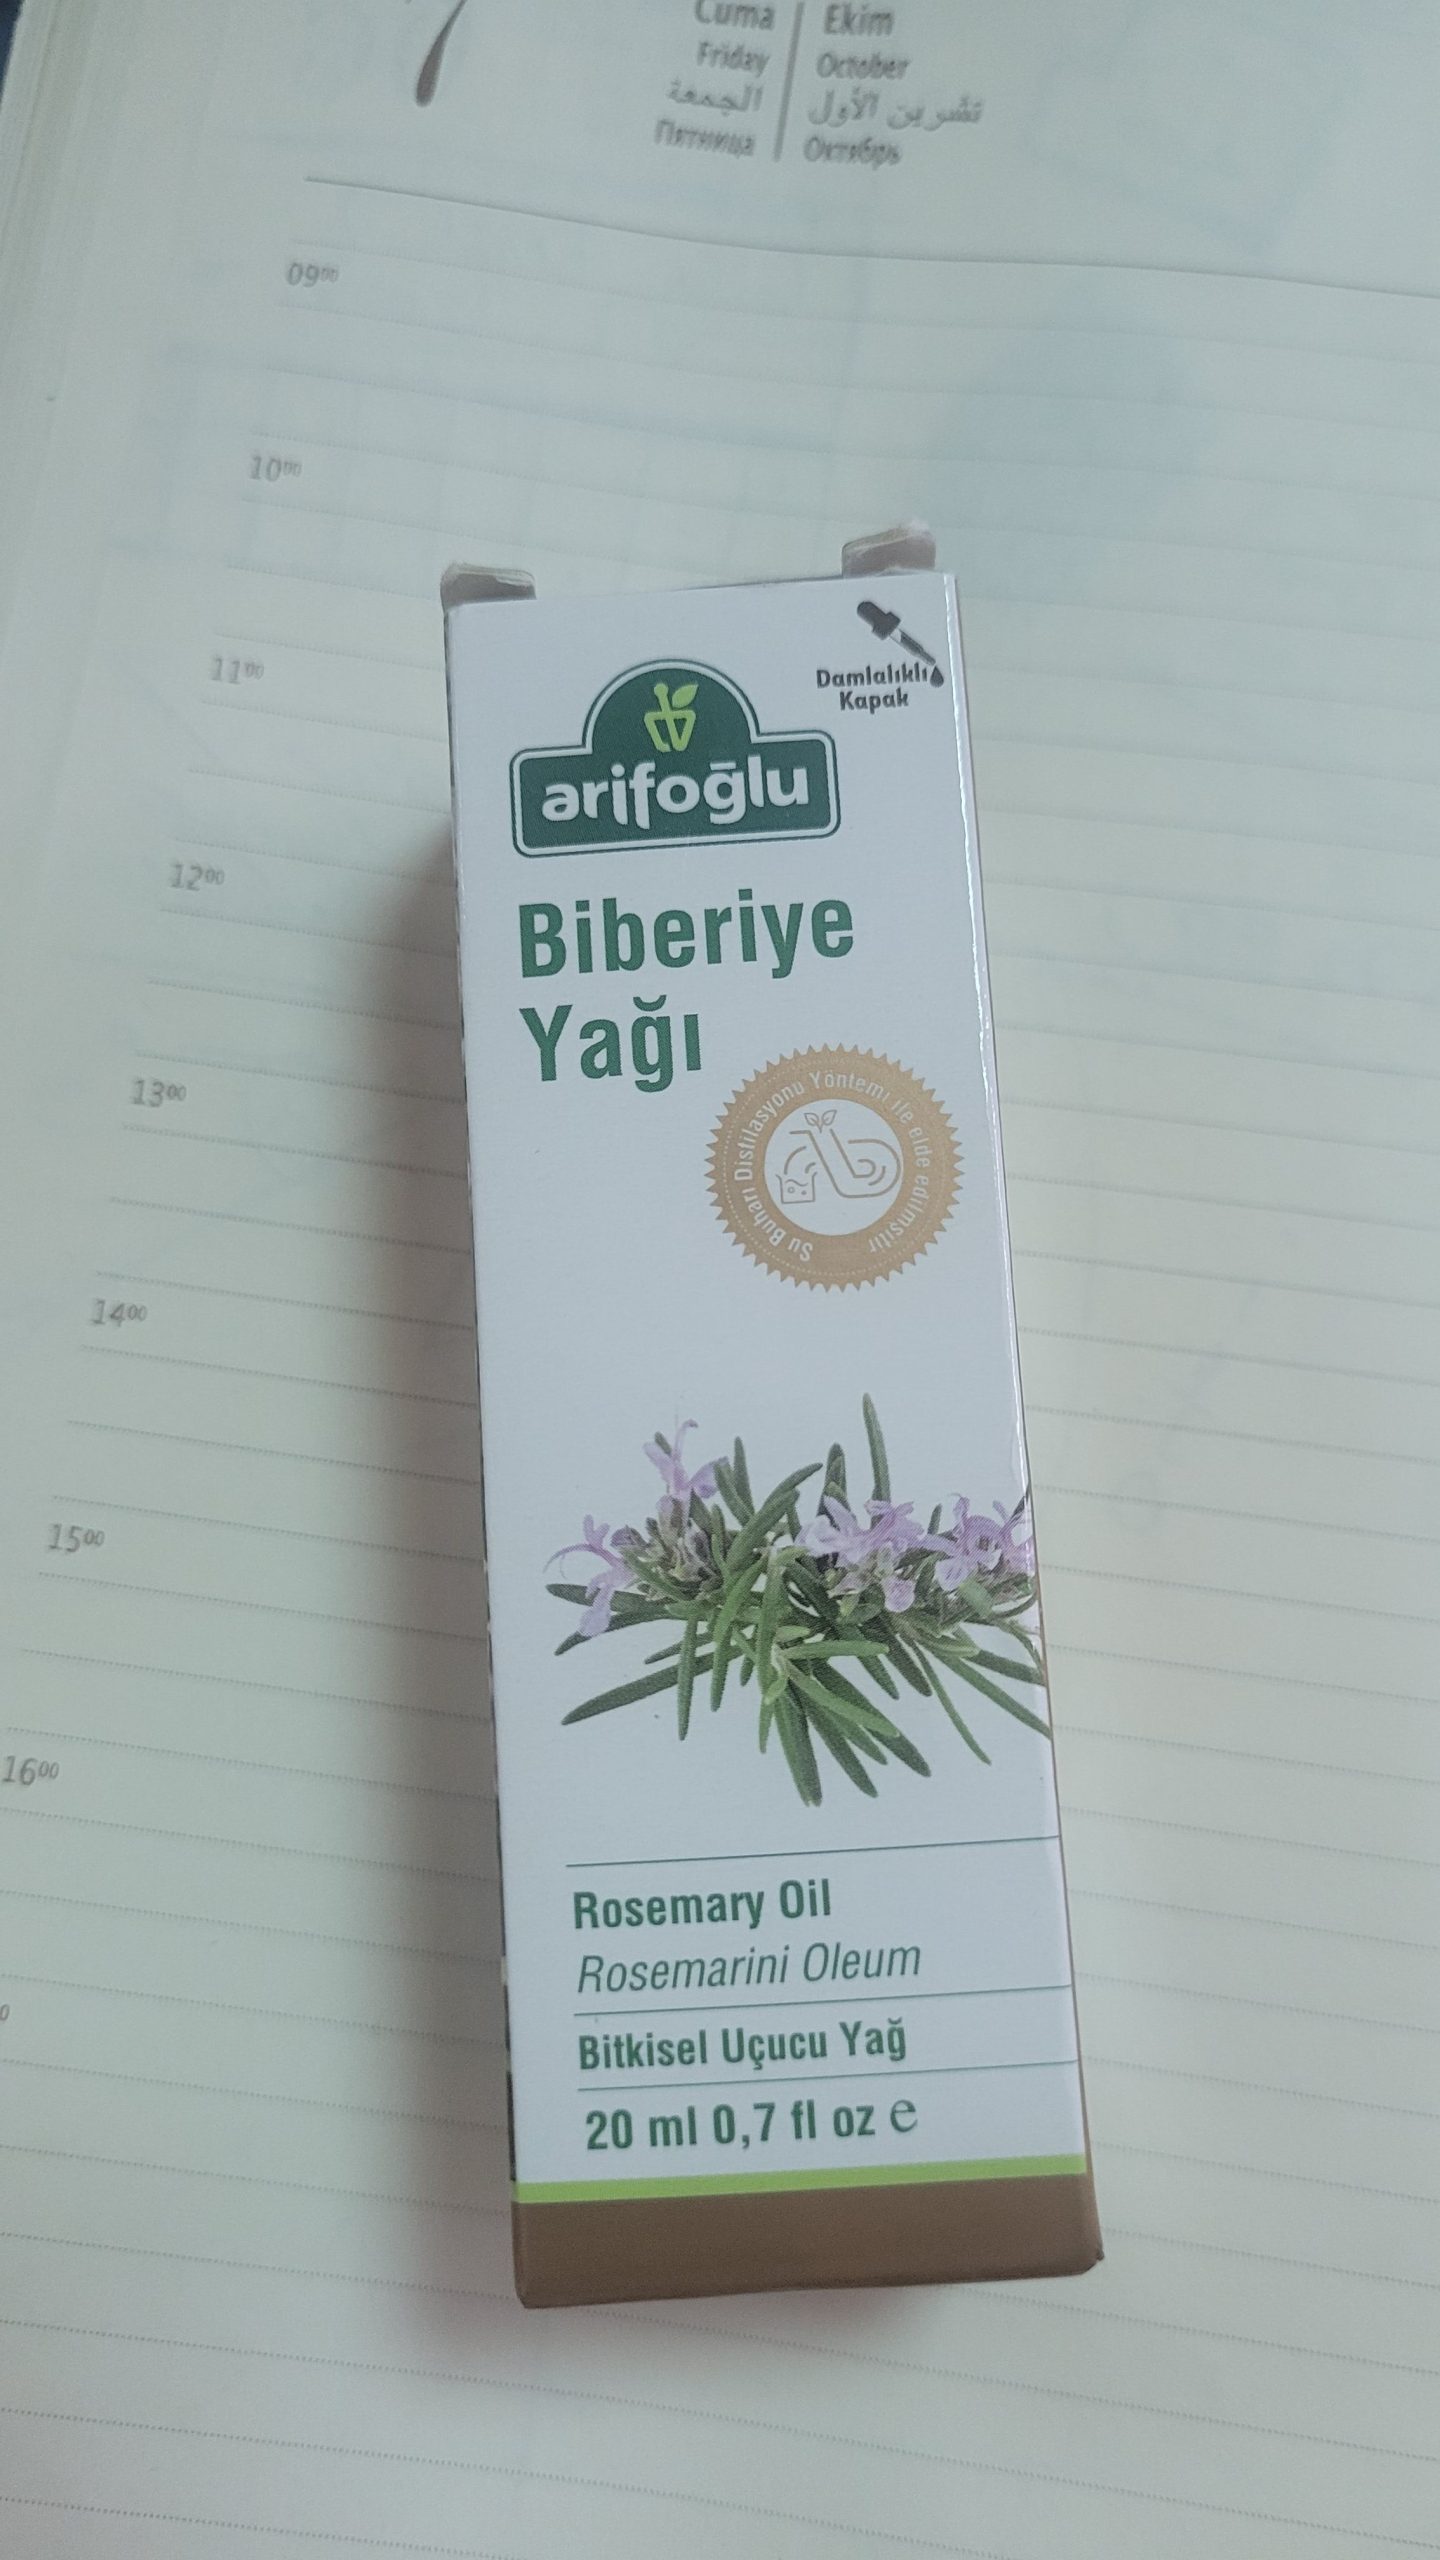 7
Cuma
Friday
الجمعة
Пятница
Ekim
October
تشرين الأول
Октябрь
09⁰⁰
10⁰⁰
11⁰⁰
12⁰⁰
13⁰⁰
14⁰⁰
15⁰⁰
16⁰⁰
Damlalıklı
Kapak
arifoğlu
Biberiye
Yağı
Su Buharı Distilasyonu Yöntemi ile elde edilmiştir
Rosemary Oil
Rosemarini Oleum
Bitkisel Uçucu Yağ
20 ml 0,7 fl oz e